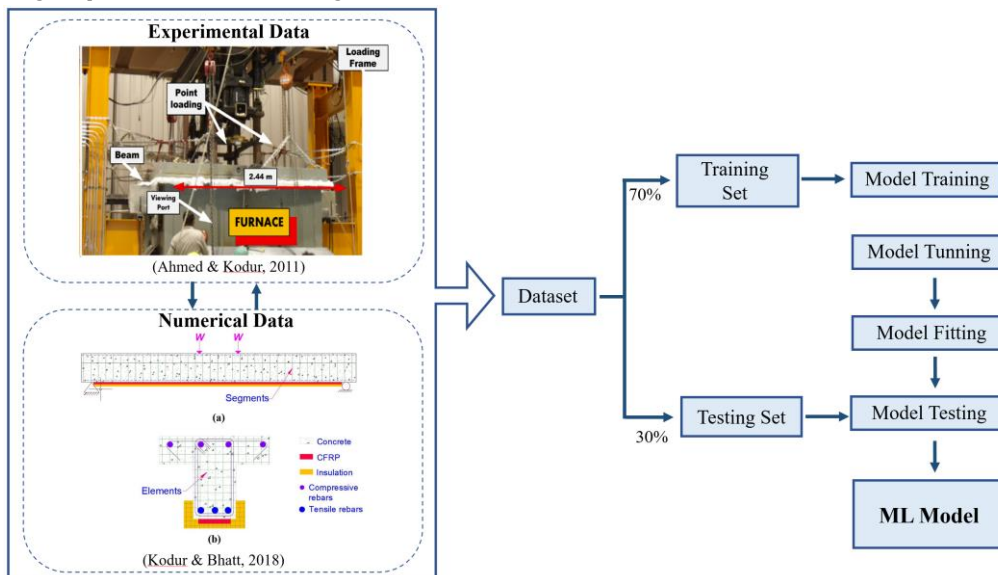 Experimental Data
Loading
Frame
Point
loading
Beam
2.44 m
Viewing
Port
FURNACE
(Ahmed & Kodur, 2011)
Numerical Data
W W
Segments
(a)
Concrete
CFRP
Insulation
Elements
Compressive
rebars
Tensile rebars
(b)
(Kodur & Bhatt, 2018)
Dataset
70%
Training
Set
Model Training
Model Tunning
Model Fitting
30%
Testing Set
Model Testing
ML Model